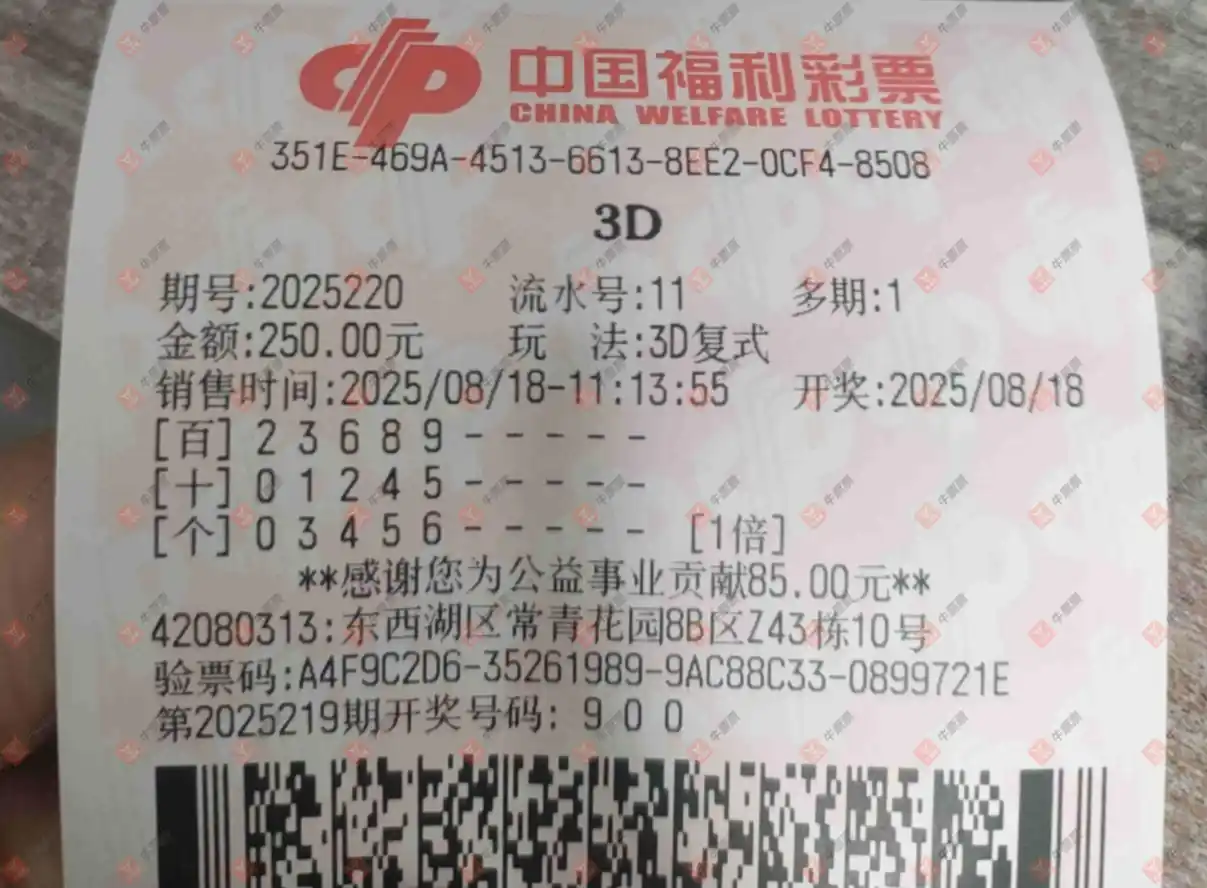 中国福利彩票
CHINA WELFARE LOTTERY
351E-469A-4513-6613-8EE2-0CF4-8508
3D
期号:2025220 流水号:11 多期:1
金额:250.00元 玩 法:3D复式
销售时间:2025/08/18-11:13:55 开奖:2025/08/18
[百] 2 3 6 8 9 - - - - -
[十] 0 1 2 4 5 - - - - -
[个] 0 3 4 5 6 - - - - - [1倍]
**感谢您为公益事业贡献85.00元**
42080313:东西湖区常青花园8B区Z43栋10号
验票码:A4F9C2D6-35261989-9AC88C33-0899721E
第2025219期开奖号码: 9 0 0